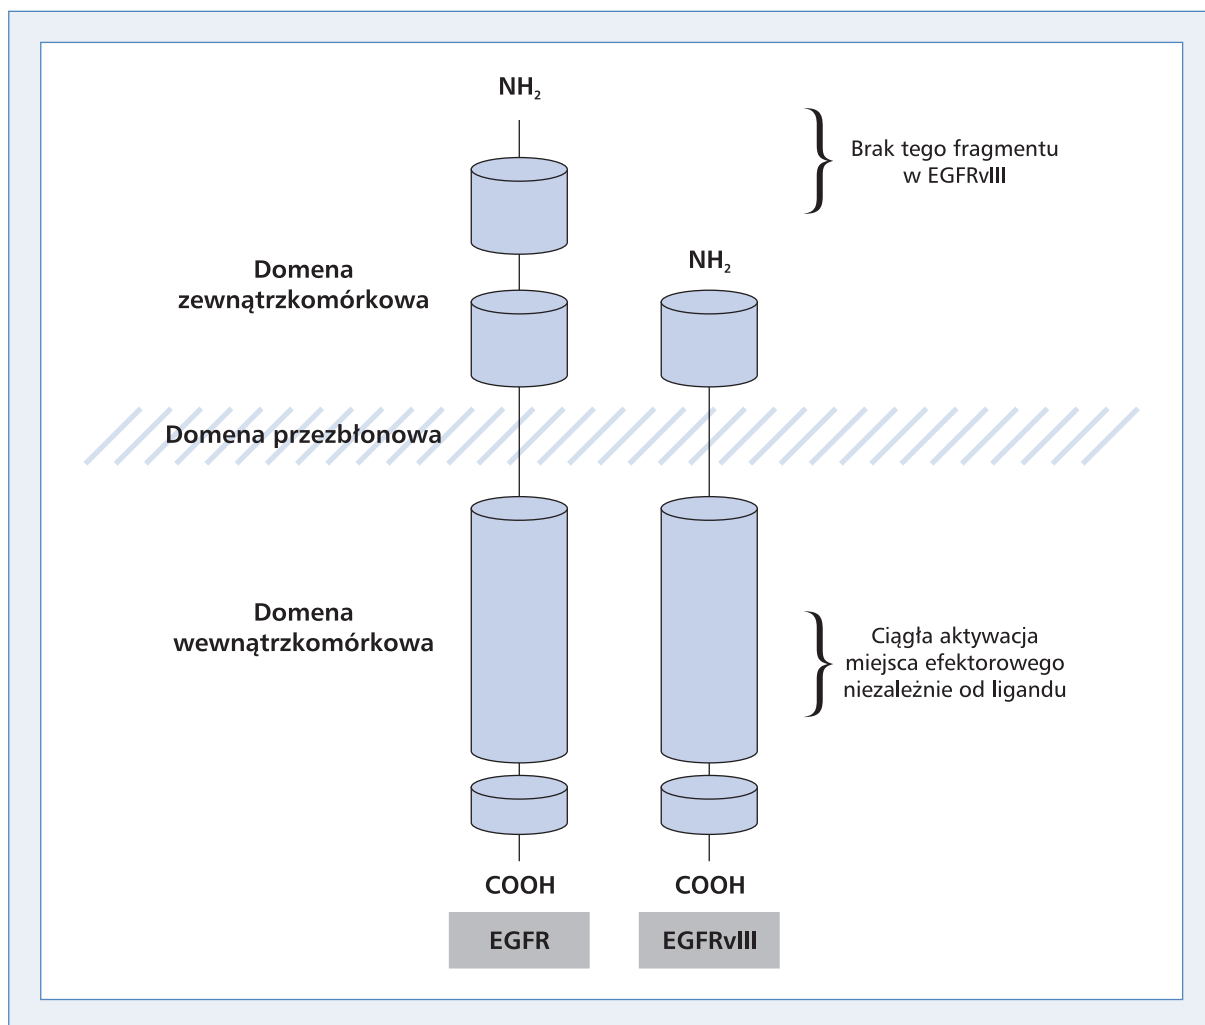 NH₂
Brak tego fragmentu
w EGFRvIII
Domena
zewnątrzkomórkowa
NH₂
Domena przezbłonowa
Domena
wewnątrzkomórkowa
Ciągła aktywacja
miejsca efektorowego
niezależnie od ligandu
COOH
COOH
EGFR
EGFRvIII